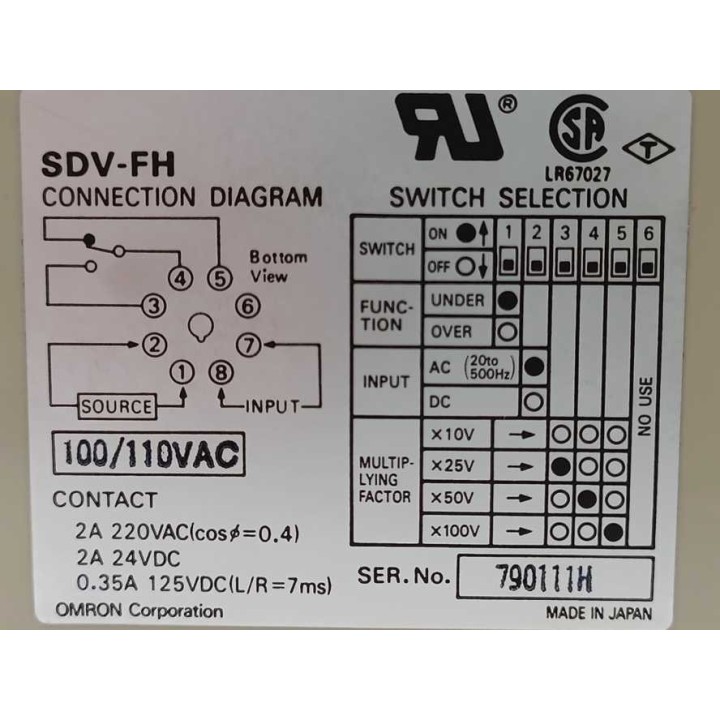 SDV-FH
CONNECTION DIAGRAM
Bottom
View
4 5
3 6
2 7
1 8
SOURCE
INPUT
100/110VAC
CONTACT
2A 220VAC(cosφ=0.4)
2A 24VDC
0.35A 125VDC(L/R=7ms)
OMRON Corporation
RU ®
SA
LR67027
T
SWITCH SELECTION
SWITCH
ON ●↑ 1 2 3 4 5 6
OFF ○↓
FUNC-
TION
UNDER ●
OVER ○
INPUT
AC (20to
500Hz) ●
DC ○
NO USE
MULTIP-
LYING
FACTOR
×10V → ○○○
×25V → ●○○
×50V → ○●○
×100V → ○○●
SER.No. 790111H
MADE IN JAPAN